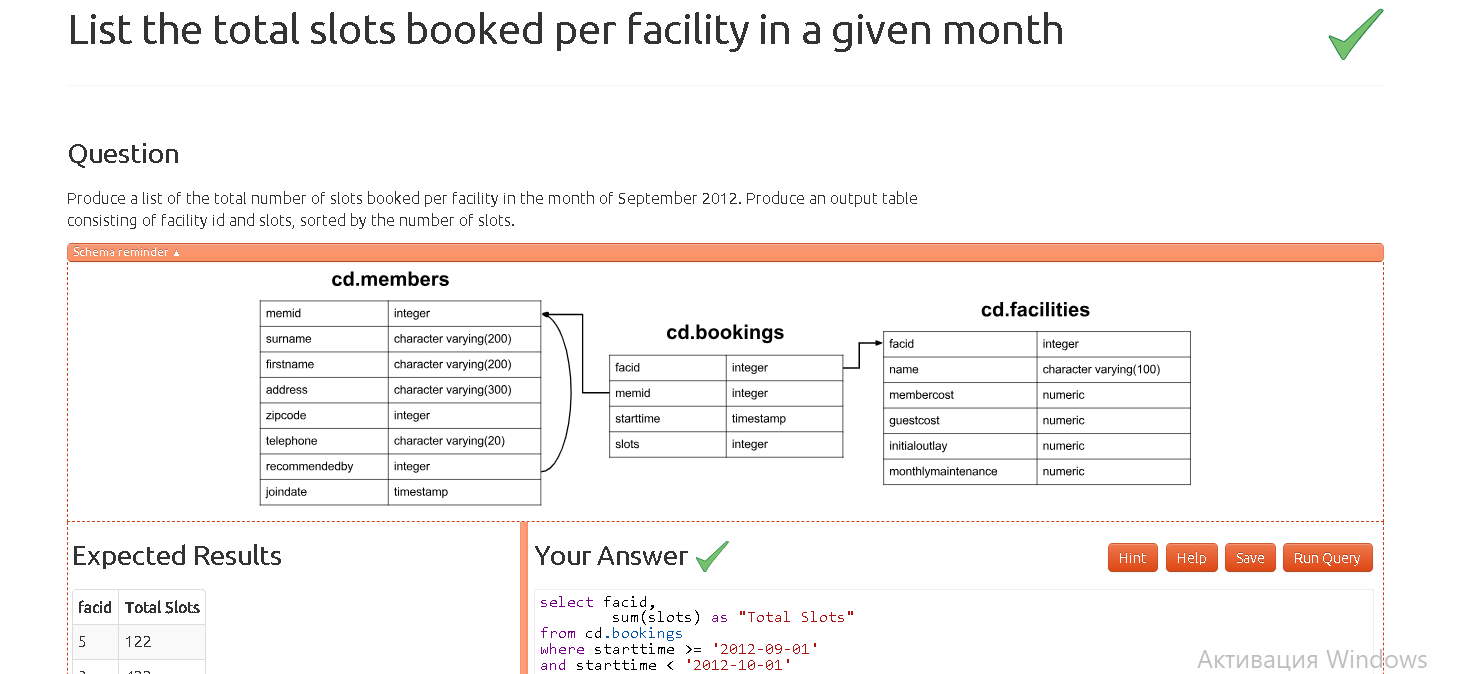 List the total slots booked per facility in a given month
Question
Produce a list of the total number of slots booked per facility in the month of September 2012. Produce an output table
consisting of facility id and slots, sorted by the number of slots.
Schema reminder ▲
cd.members
memid integer
surname character varying(200)
firstname character varying(200)
address character varying(300)
zipcode integer
telephone character varying(20)
recommendedby integer
joindate timestamp
cd.bookings
facid integer
memid integer
starttime timestamp
slots integer
cd.facilities
facid integer
name character varying(100)
membercost numeric
guestcost numeric
initialoutlay numeric
monthlymaintenance numeric
Expected Results
facid Total Slots
5 122
Your Answer
Hint Help Save Run Query
select facid,
sum(slots) as "Total Slots"
from cd.bookings
where starttime >= '2012-09-01'
and starttime < '2012-10-01'
Активация Windows